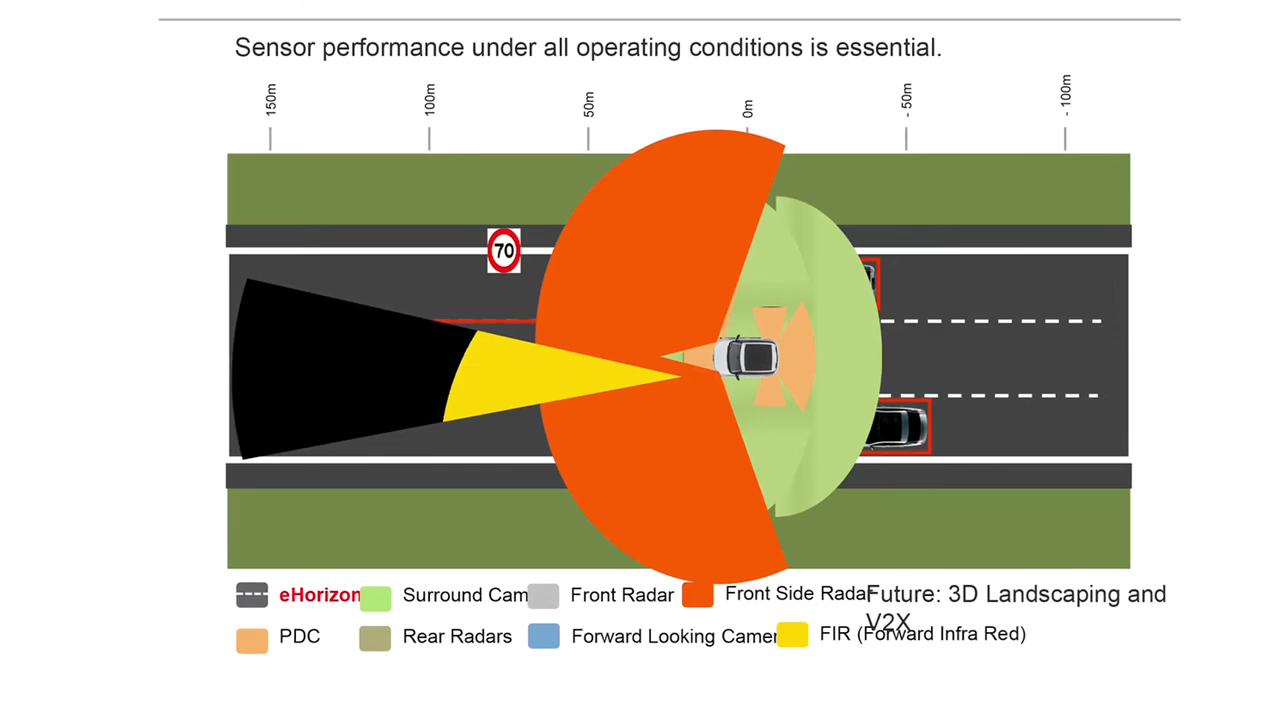 Sensor performance under all operating conditions is essential.
150m
100m
50m
0m
- 50m
- 100m
70
eHorizon
Surround Cam
Front Radar
Front Side Radar
Future: 3D Landscaping and
V2X
PDC
Rear Radars
Forward Looking Camer
FIR (Forward Infra Red)